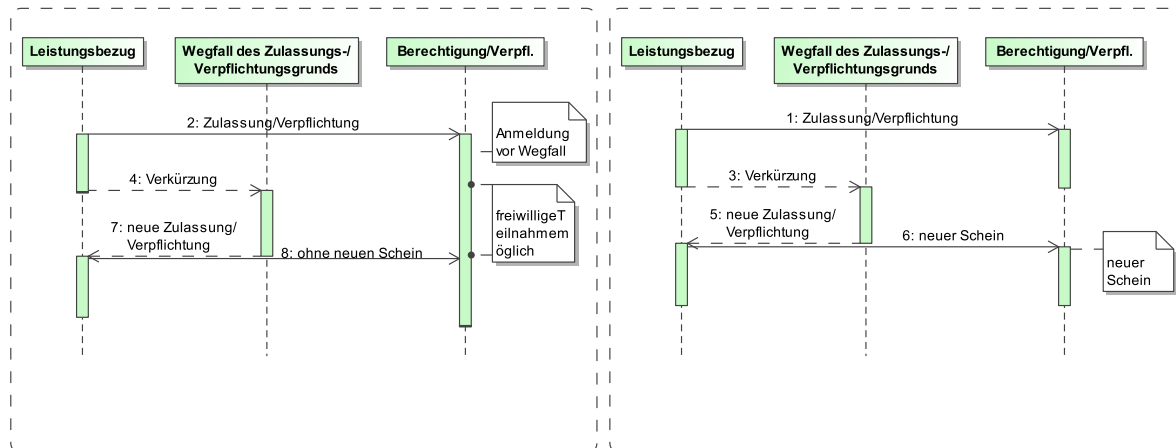 Leistungsbezug
Wegfall des Zulassungs-/
Verpflichtungsgrunds
Berechtigung/Verpfl.
2: Zulassung/Verpflichtung
Anmeldung
vor Wegfall
4: Verkürzung
freiwilligeT
eilnahmem
öglich
7: neue Zulassung/
Verpflichtung
8: ohne neuen Schein
Leistungsbezug
Wegfall des Zulassungs-/
Verpflichtungsgrunds
Berechtigung/Verpfl.
1: Zulassung/Verpflichtung
3: Verkürzung
5: neue Zulassung/
Verpflichtung
6: neuer Schein
neuer
Schein